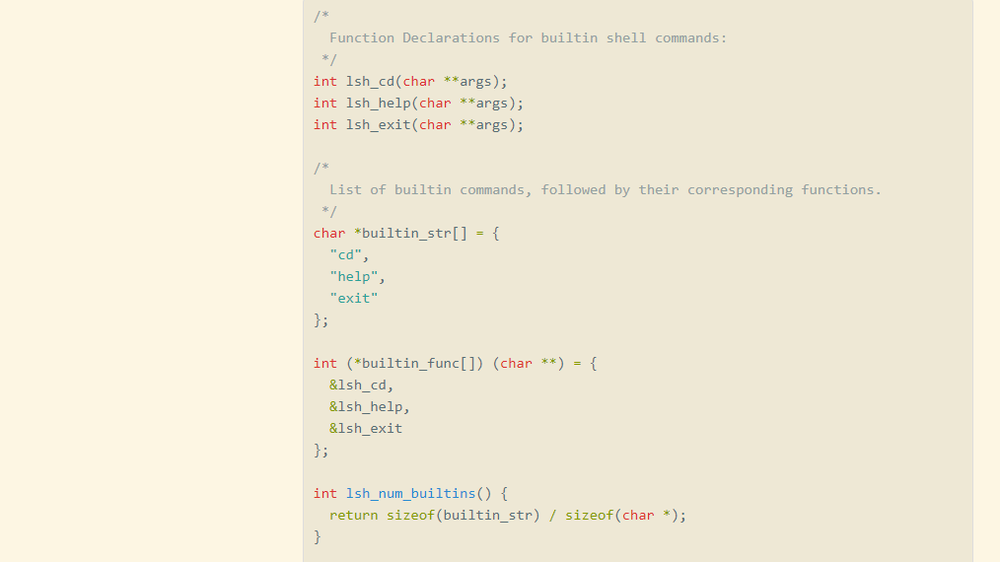 /*
  Function Declarations for builtin shell commands:
 */
int lsh_cd(char **args);
int lsh_help(char **args);
int lsh_exit(char **args);

/*
  List of builtin commands, followed by their corresponding functions.
 */
char *builtin_str[] = {
  "cd",
  "help",
  "exit"
};

int (*builtin_func[]) (char **) = {
  &lsh_cd,
  &lsh_help,
  &lsh_exit
};

int lsh_num_builtins() {
  return sizeof(builtin_str) / sizeof(char *);
}